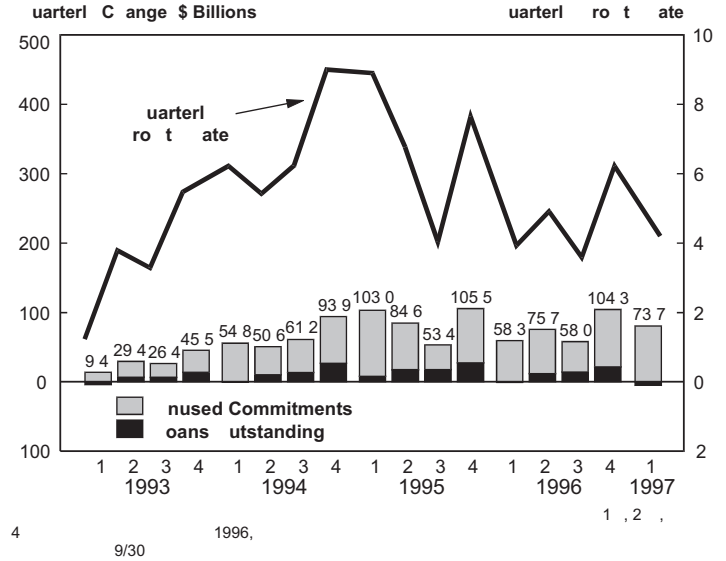 uarterl C ange $ Billions uarterl ro t ate
500 10
400 8
uarterl
ro t ate
300 6
200 4
103 0 105 5 104 3
93 9 84 6
100 2
54 8 50 6 61 2 53 4 58 3 75 7 58 0 73 7
9 4 29 4 26 4 45 5
0 0
nused Commitments
oans utstanding
100 2
1 2 3 4 1 2 3 4 1 2 3 4 1 2 3 4 1
1993 1994 1995 1996 1997
1 , 2 ,
4 1996,
9/30